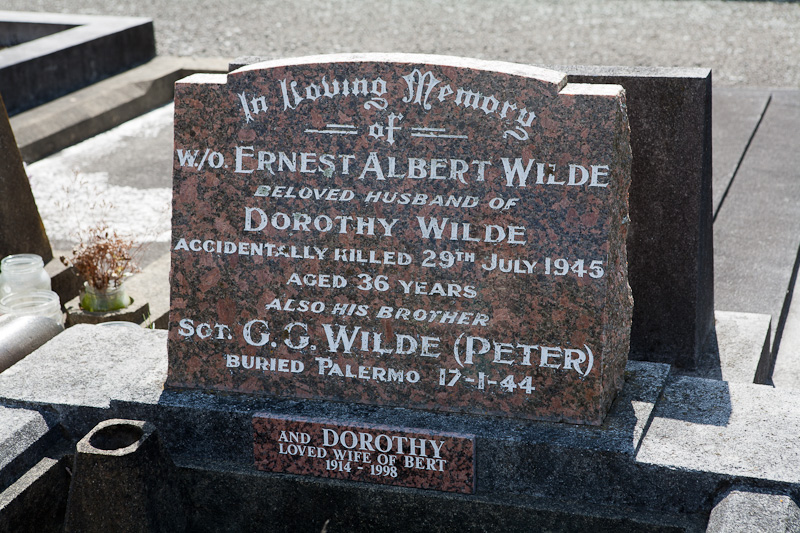 In Loving Memory
of
W/O. ERNEST ALBERT WILDE
BELOVED HUSBAND OF
DOROTHY WILDE
ACCIDENTALLY KILLED 29TH JULY 1945
AGED 36 YEARS
ALSO HIS BROTHER
SGT. G. G. WILDE (PETER)
BURIED PALERMO 17-1-44
AND DOROTHY
LOVED WIFE OF BERT
1914 - 1998